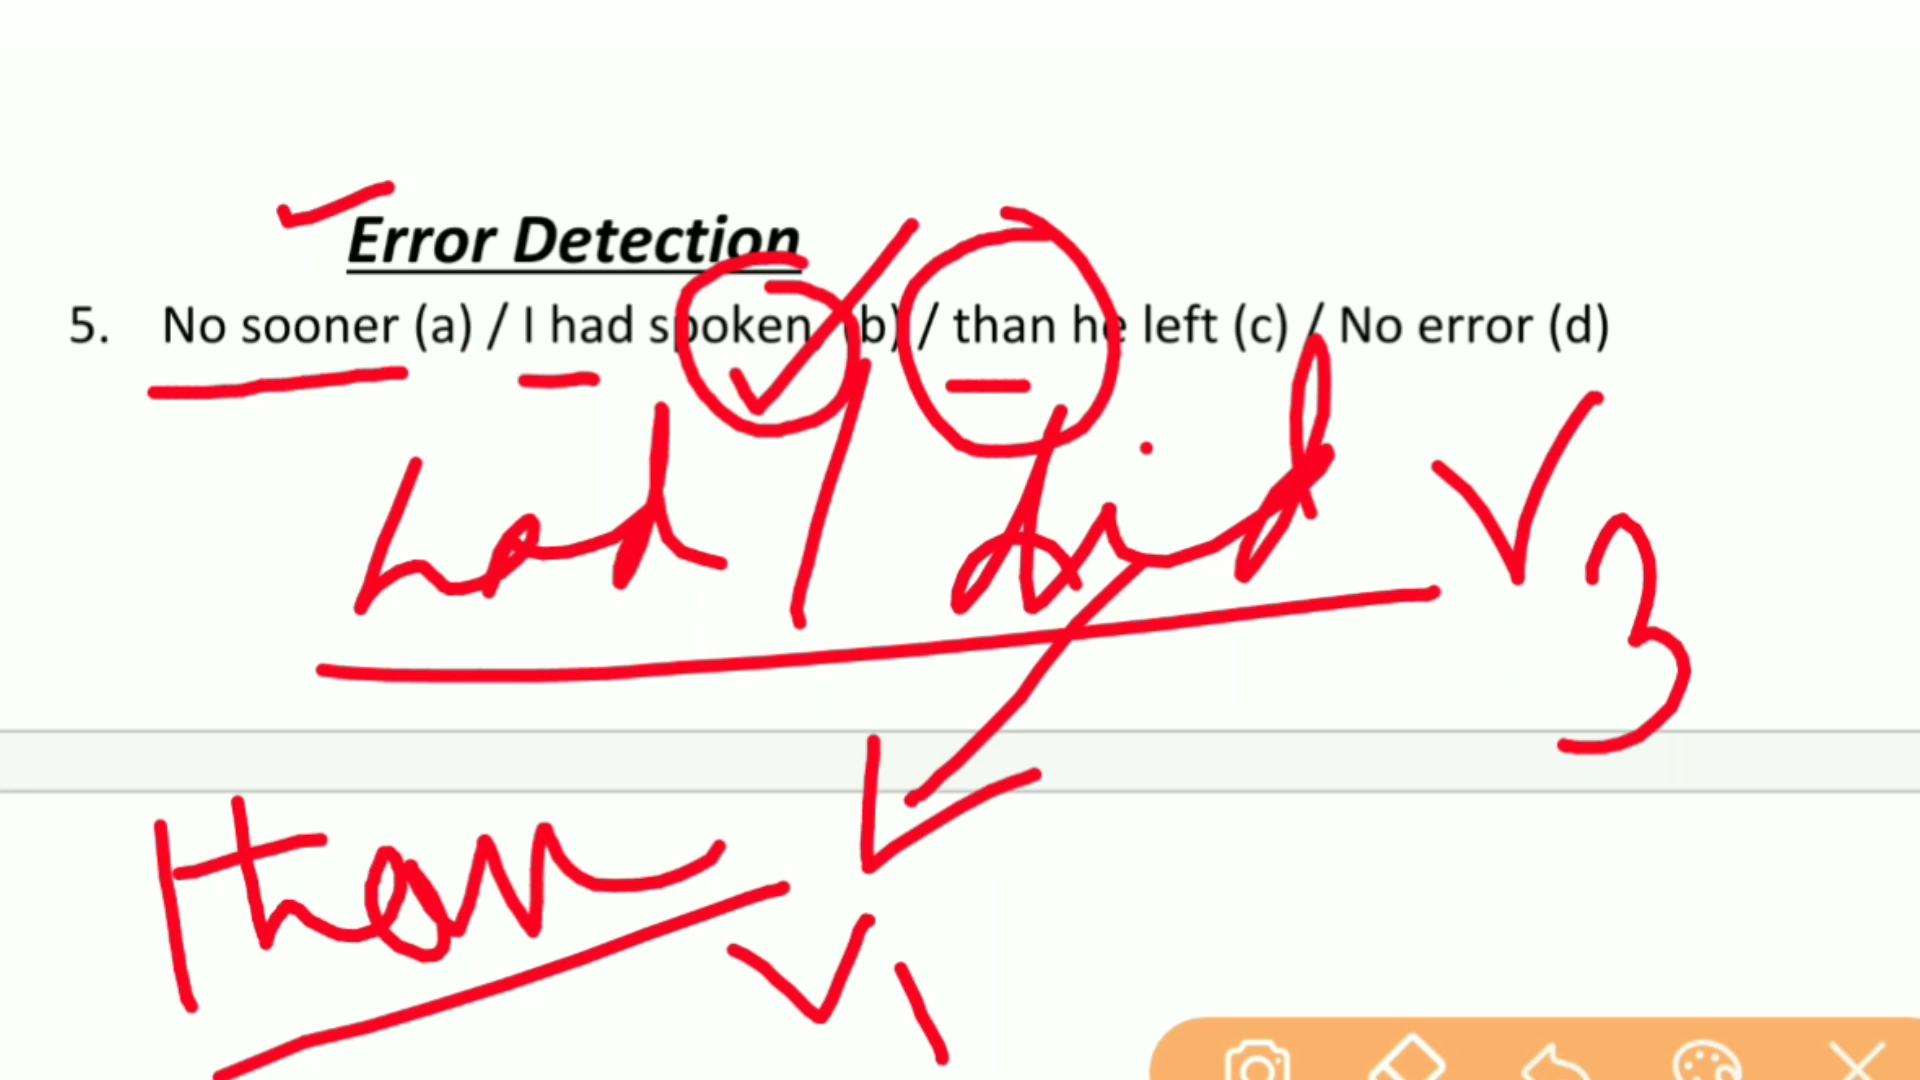 Error Detection
5. No sooner (a) / I had spoken (b) / than he left (c) / No error (d)
had / did V3
than
V1